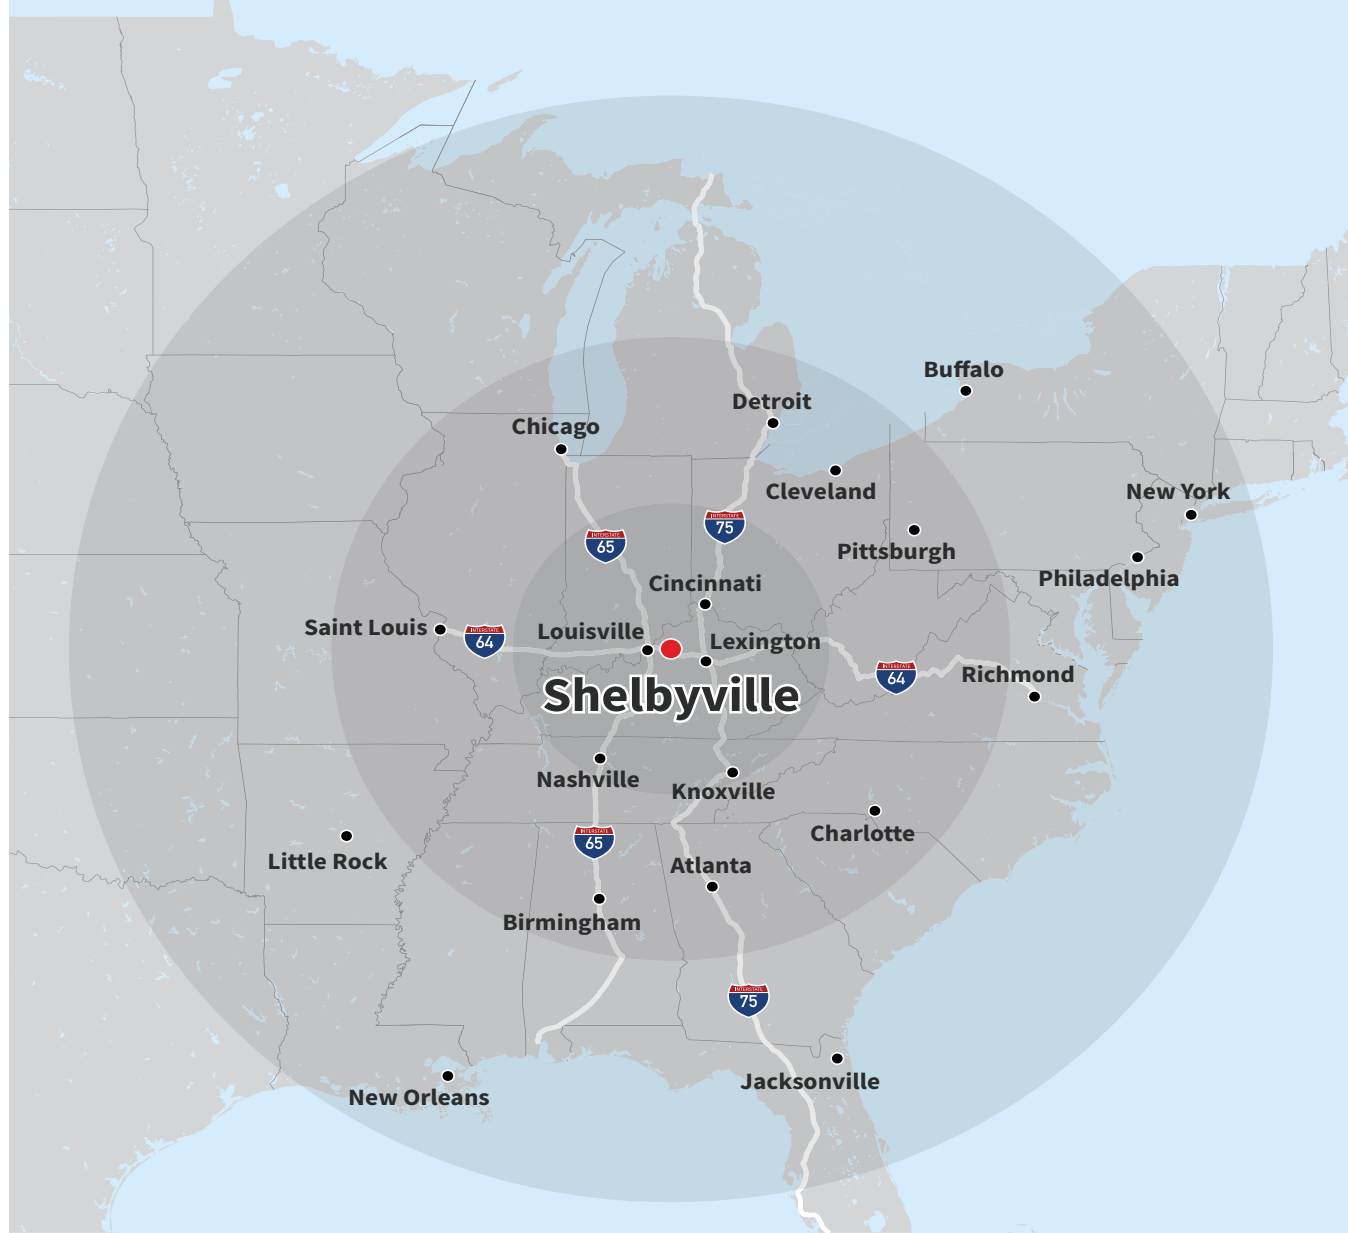 Buffalo
Detroit
Chicago
Cleveland
New York
INTERSTATE
75
INTERSTATE
65
Pittsburgh
Cincinnati
Philadelphia
Saint Louis
INTERSTATE
64
Louisville
Lexington
INTERSTATE
64
Richmond
Shelbyville
Nashville
Knoxville
INTERSTATE
65
Charlotte
Little Rock
Atlanta
Birmingham
INTERSTATE
75
Jacksonville
New Orleans